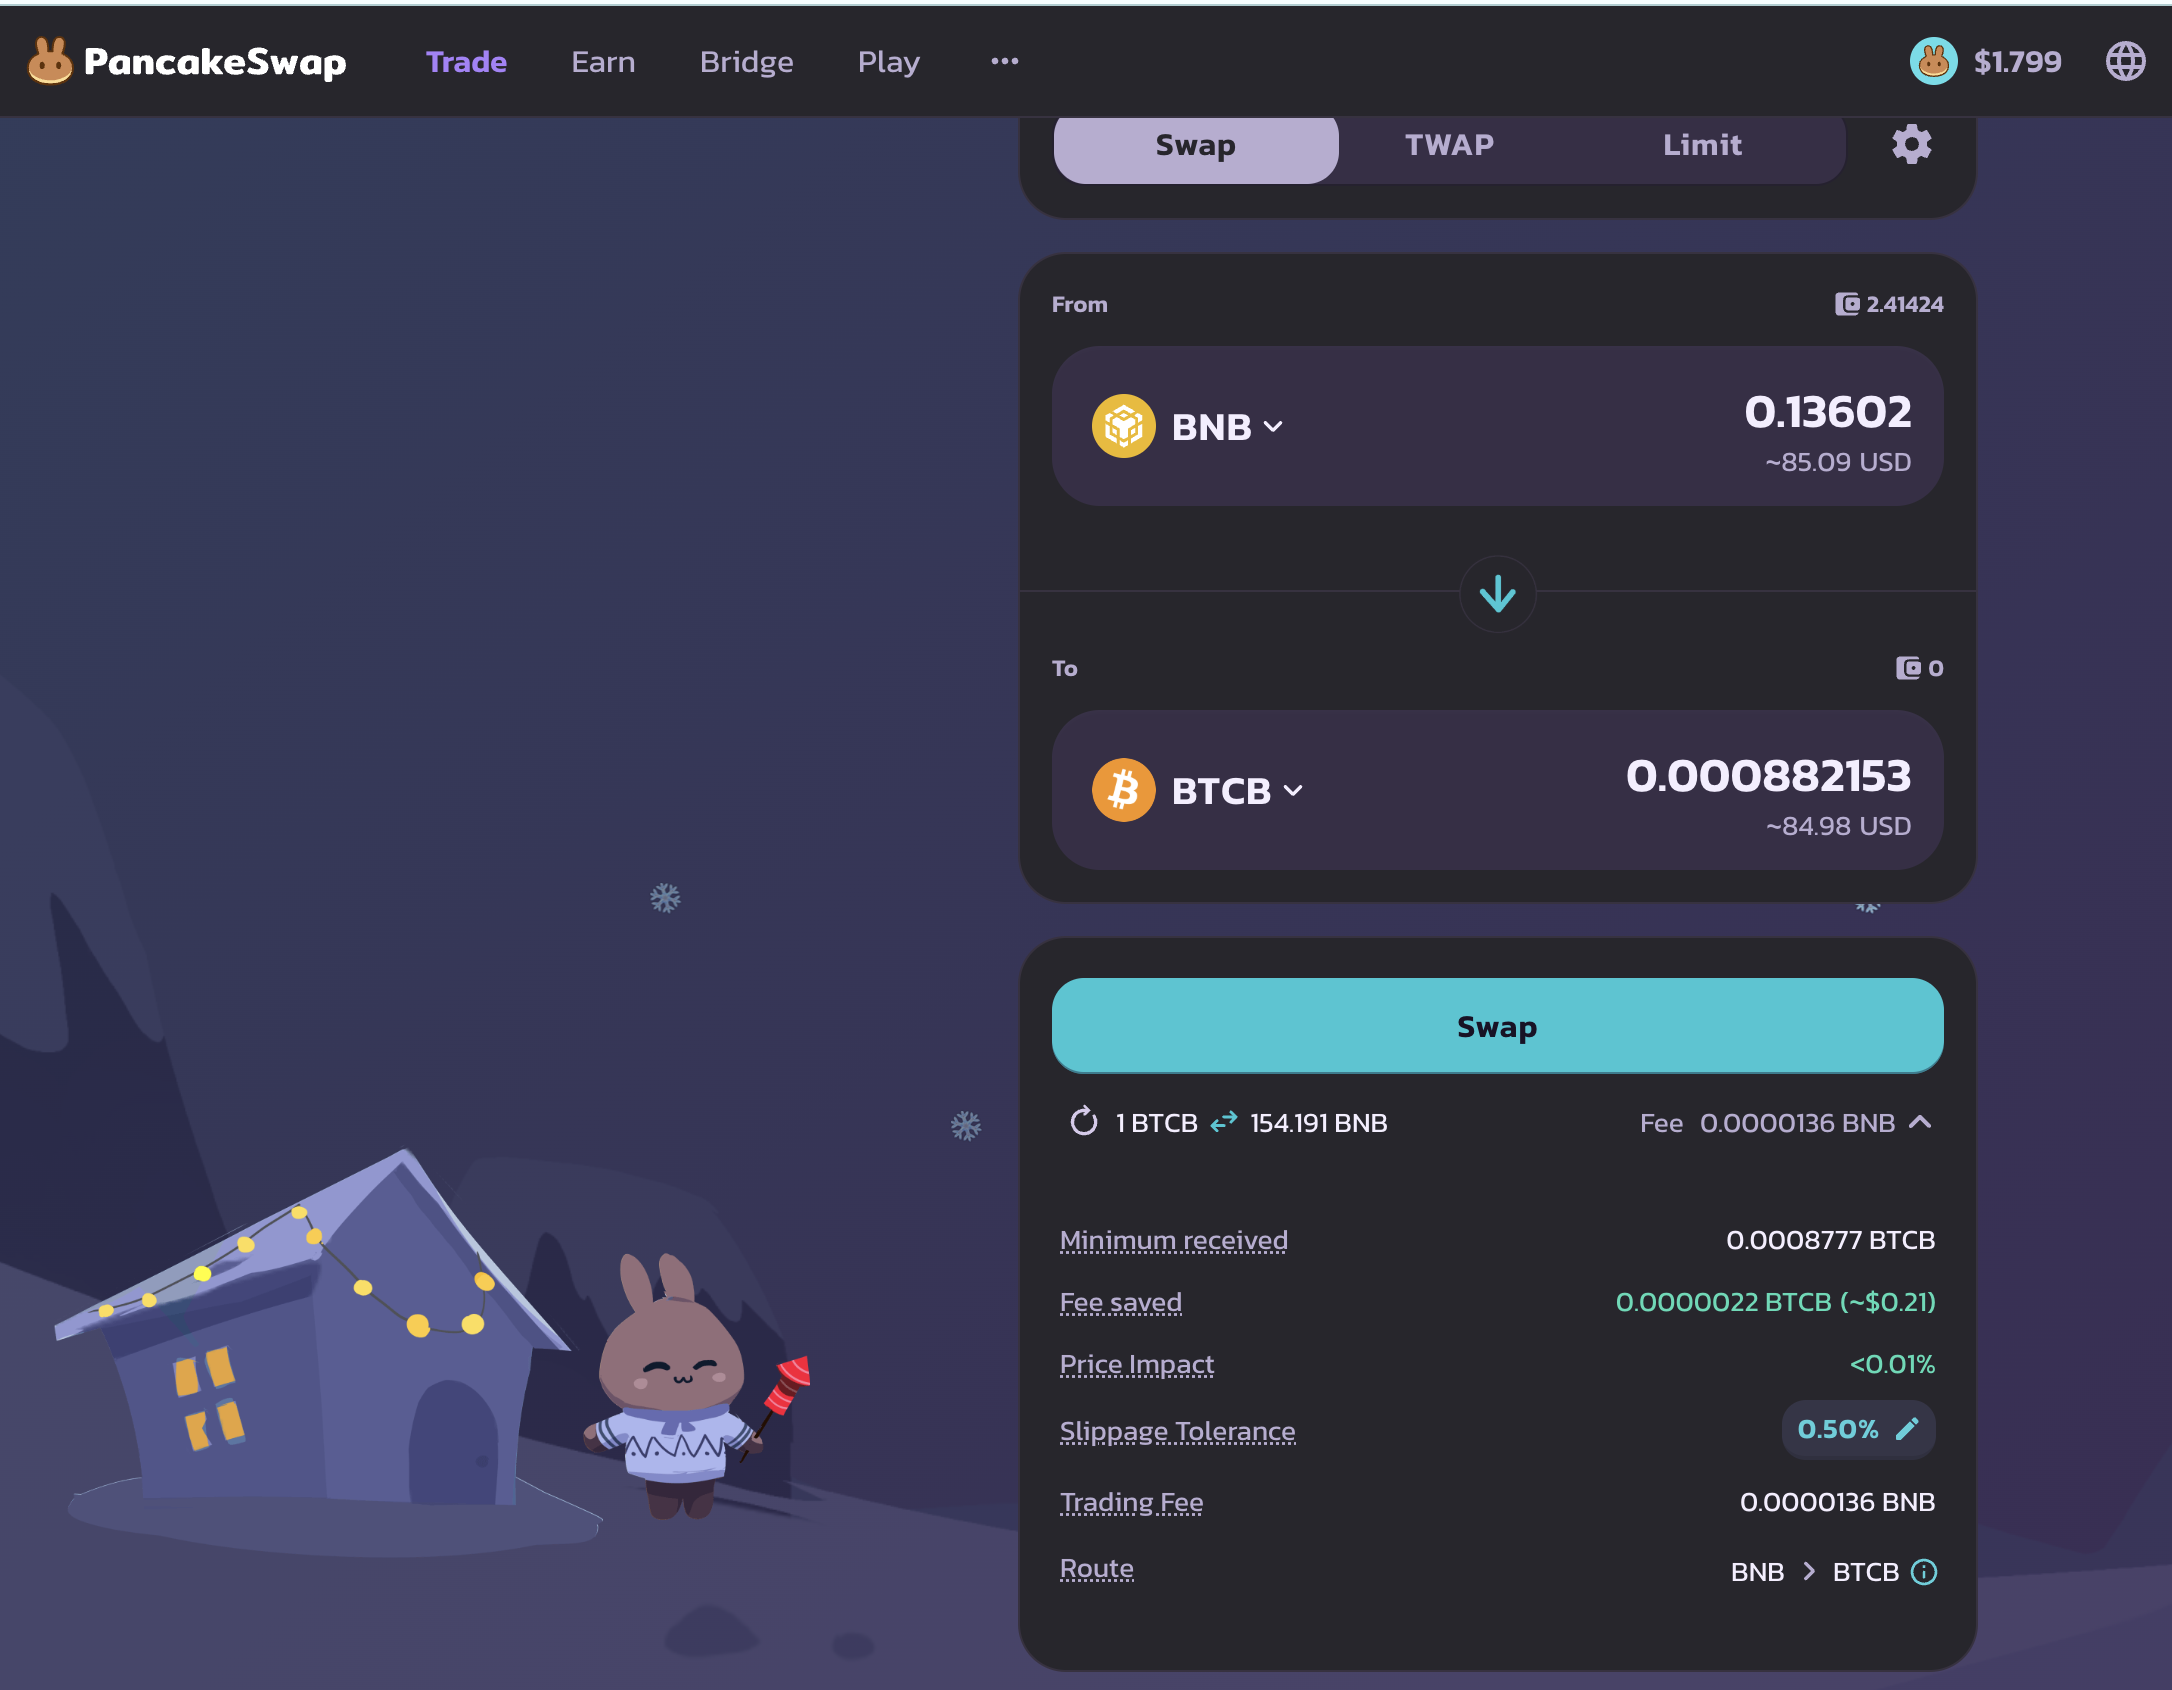 PancakeSwap Trade Earn Bridge Play ••• $1.799
Swap TWAP Limit
From 2.41424
BNB 0.13602
~85.09 USD
To 0
BTCB 0.000882153
~84.98 USD
Swap
1 BTCB 154.191 BNB Fee 0.0000136 BNB
Minimum received 0.0008777 BTCB
Fee saved 0.0000022 BTCB (~$0.21)
Price Impact <0.01%
Slippage Tolerance 0.50%
Trading Fee 0.0000136 BNB
Route BNB > BTCB